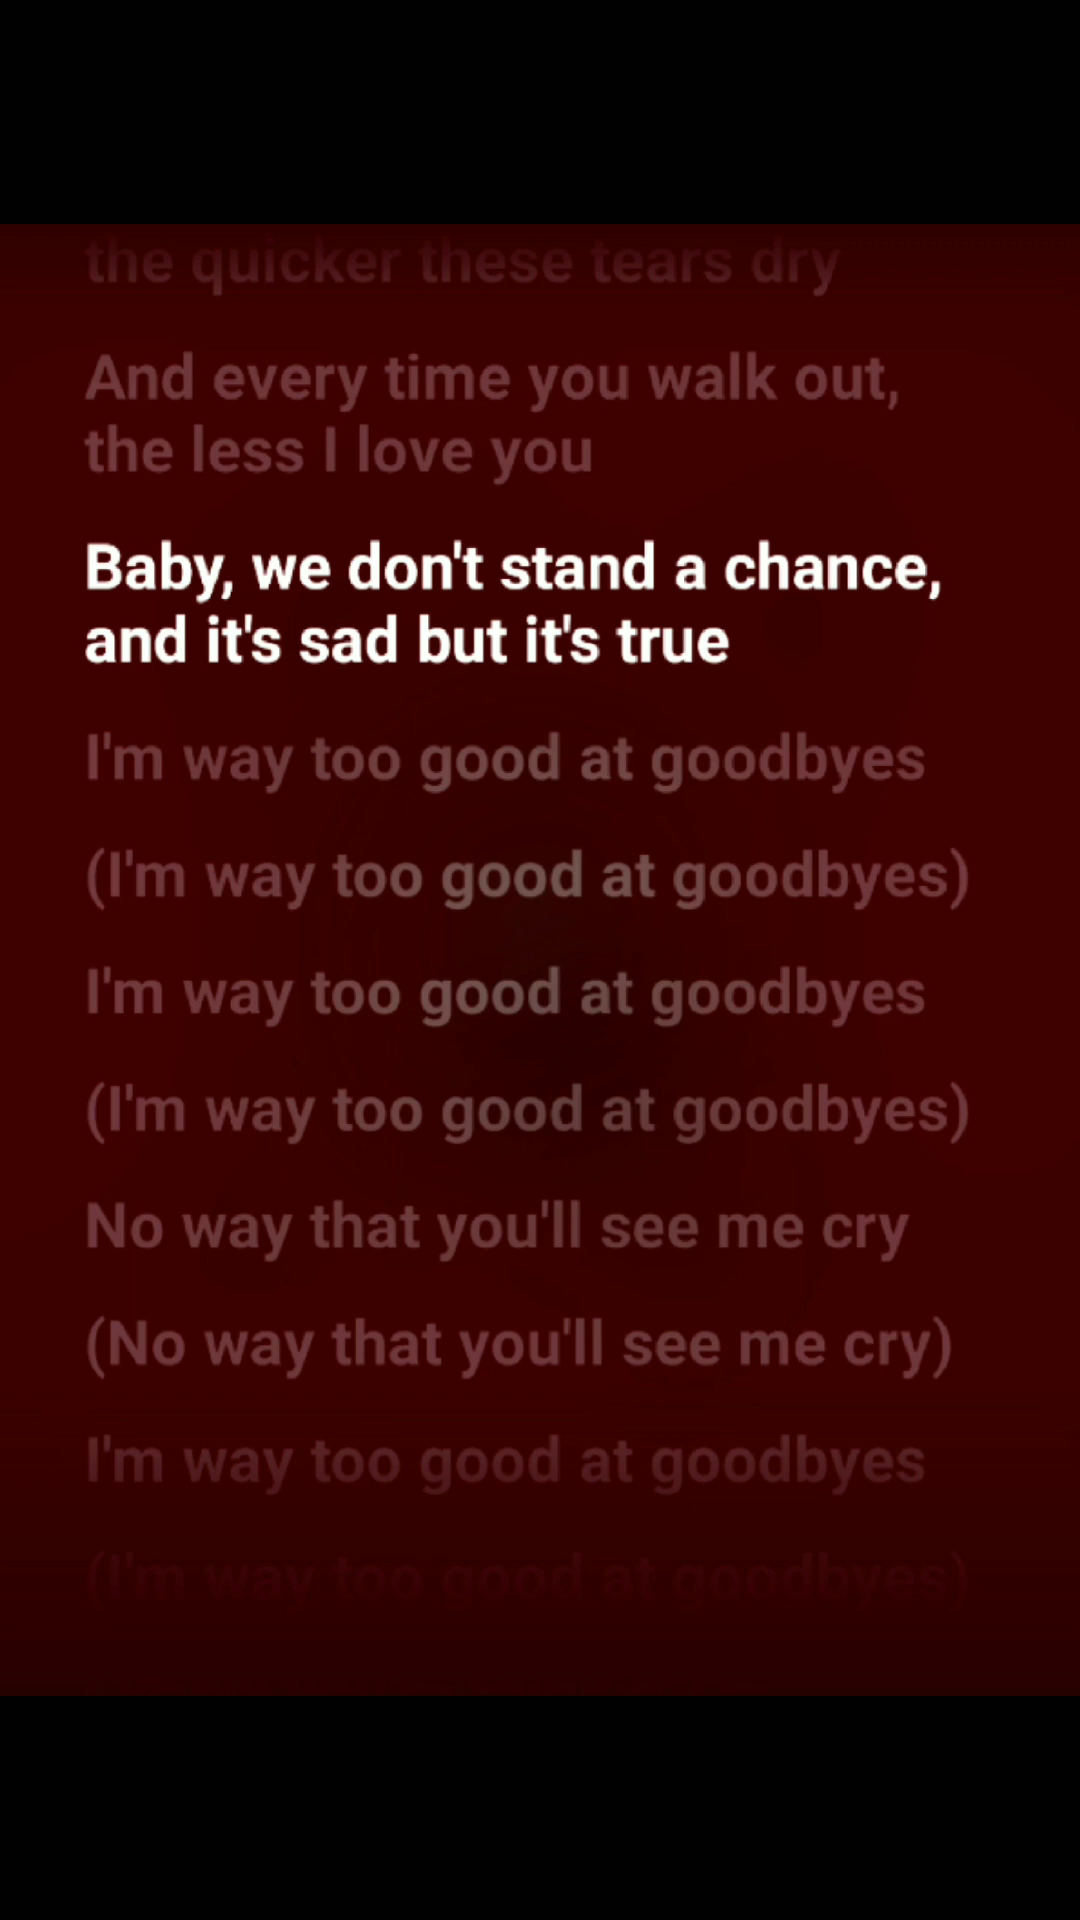 the quicker these tears dry
And every time you walk out,
the less I love you
Baby, we don't stand a chance,
and it's sad but it's true
I'm way too good at goodbyes
(I'm way too good at goodbyes)
I'm way too good at goodbyes
(I'm way too good at goodbyes)
No way that you'll see me cry
(No way that you'll see me cry)
I'm way too good at goodbyes
(I'm way too good at goodbyes)